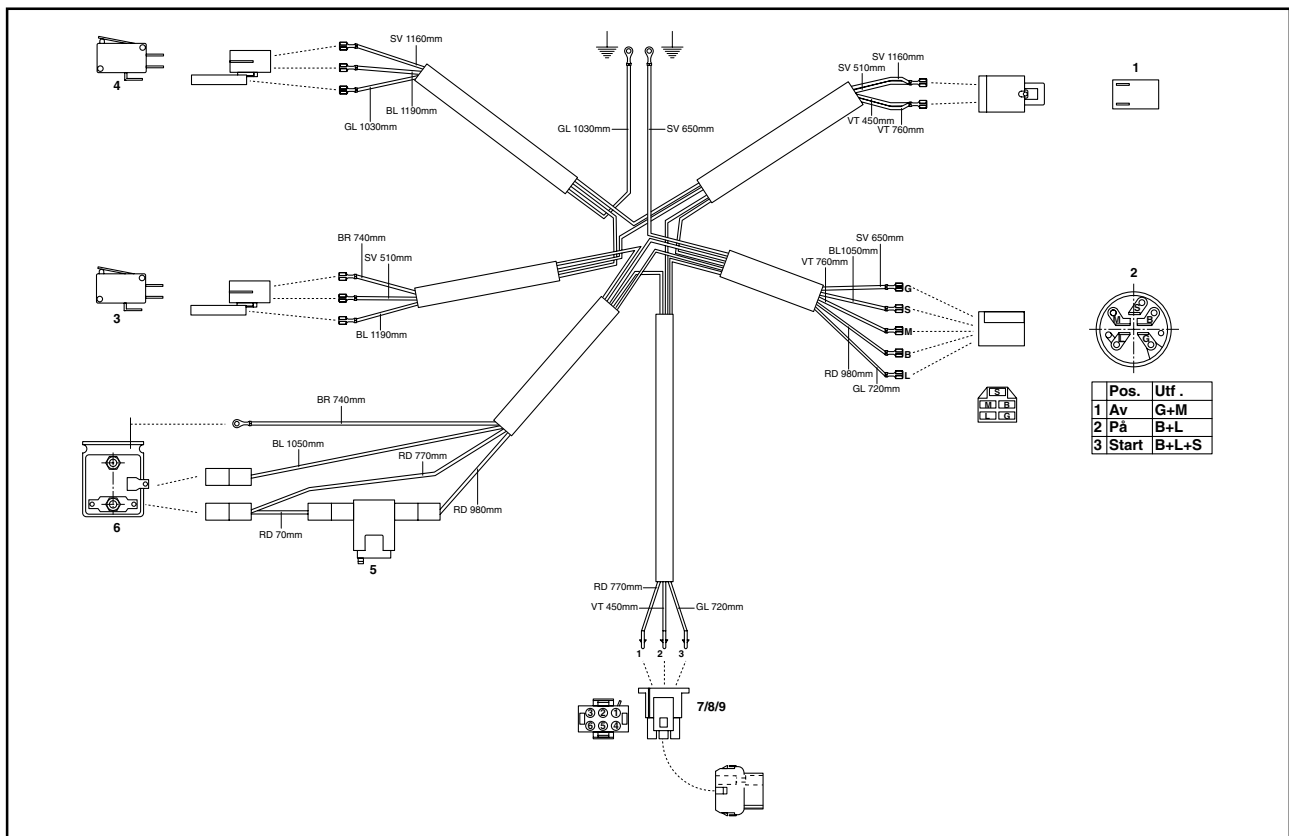 4
SV 1160mm
BL 1190mm
GL 1030mm
GL 1030mm
SV 650mm
SV 1160mm
SV 510mm
VT 450mm
VT 760mm
1
3
BR 740mm
SV 510mm
BL 1190mm
SV 650mm
BL1050mm
VT 760mm
G
S
M
B
L
RD 980mm
GL 720mm
S
M B
L G
2
S
M B
L G
Pos. Utf .
1 Av G+M
2 På B+L
3 Start B+L+S
BR 740mm
BL 1050mm
RD 770mm
RD 980mm
RD 70mm
6
5
RD 770mm
VT 450mm
GL 720mm
1 2 3
7/8/9
3 2 1
6 5 4